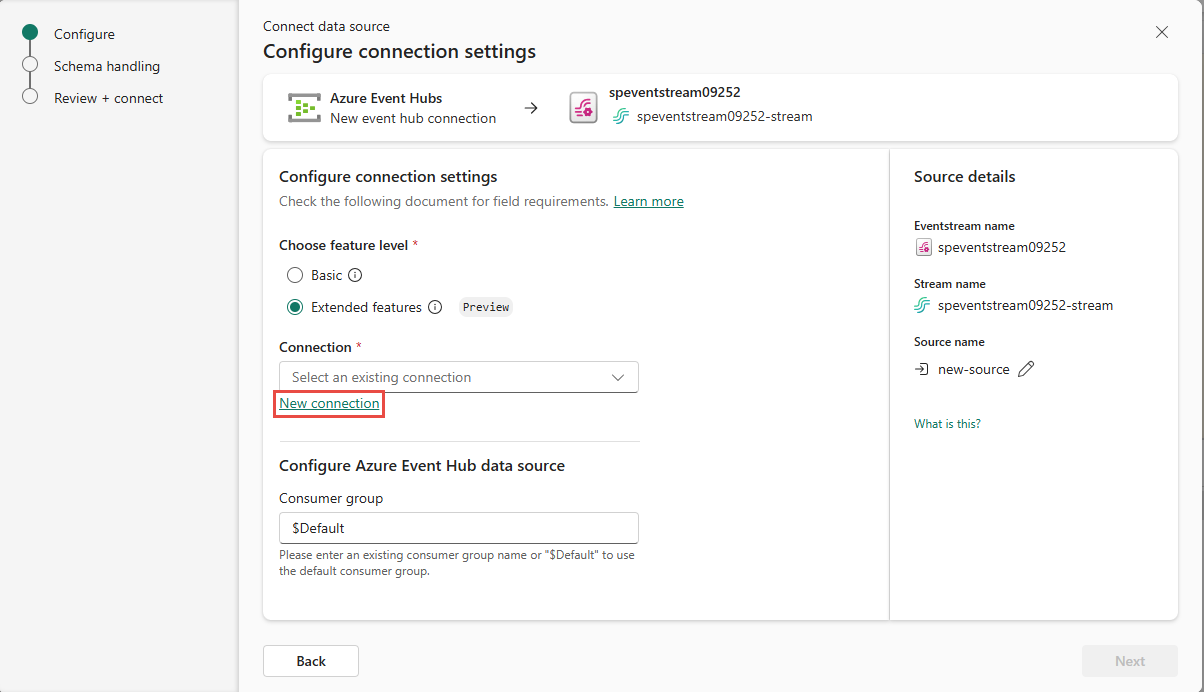 Configure
Schema handling
Review + connect
Connect data source
Configure connection settings
Azure Event Hubs
New event hub connection
speventstream09252
speventstream09252-stream
Configure connection settings
Check the following document for field requirements. Learn more
Choose feature level *
Basic
Extended features Preview
Connection *
Select an existing connection
New connection
Configure Azure Event Hub data source
Consumer group
$Default
Please enter an existing consumer group name or "$Default" to use
the default consumer group.
Source details
Eventstream name
speventstream09252
Stream name
speventstream09252-stream
Source name
new-source
What is this?
Back
Next